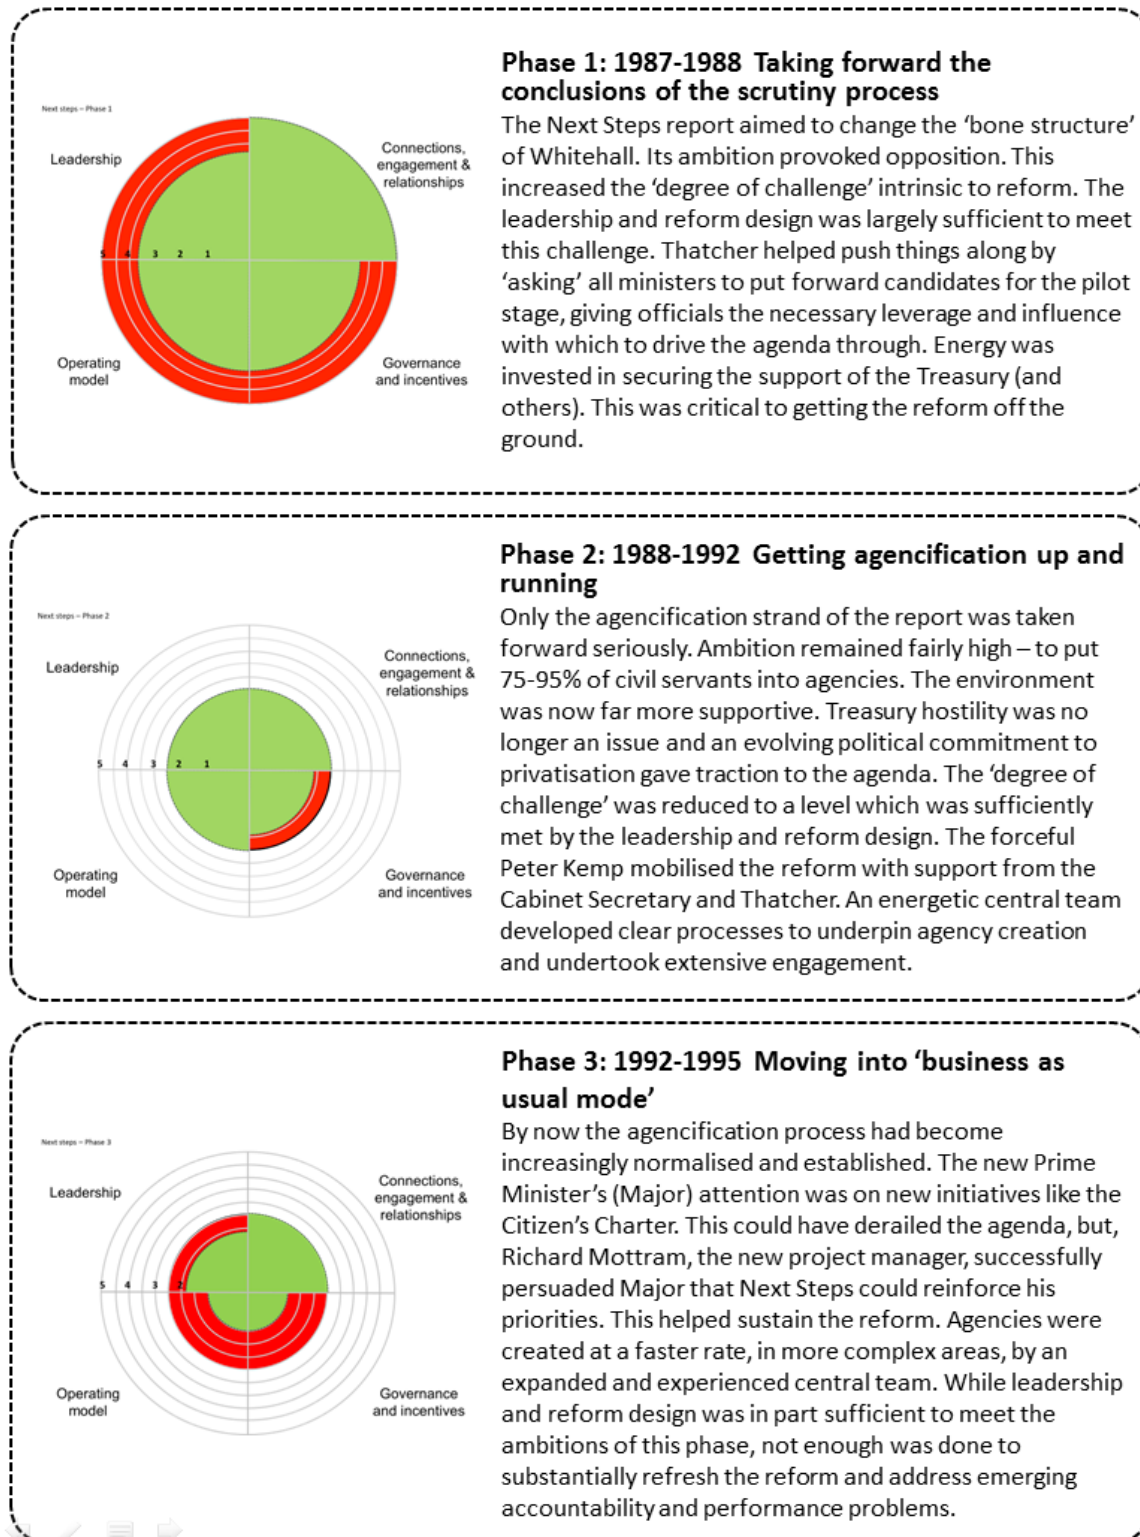 Phase 1: 1987-1988 Taking forward the
conclusions of the scrutiny process
The Next Steps report aimed to change the ‘bone structure’
of Whitehall. Its ambition provoked opposition. This
increased the ‘degree of challenge’ intrinsic to reform. The
leadership and reform design was largely sufficient to meet
this challenge. Thatcher helped push things along by
‘asking’ all ministers to put forward candidates for the pilot
stage, giving officials the necessary leverage and influence
with which to drive the agenda through. Energy was
invested in securing the support of the Treasury (and
others). This was critical to getting the reform off the
ground.
Next steps – Phase 1
Leadership
Connections,
engagement &
relationships
5 4 3 2 1
Operating
model
Governance
and incentives
Phase 2: 1988-1992 Getting agencification up and
running
Only the agencification strand of the report was taken
forward seriously. Ambition remained fairly high – to put
75-95% of civil servants into agencies. The environment
was now far more supportive. Treasury hostility was no
longer an issue and an evolving political commitment to
privatisation gave traction to the agenda. The ‘degree of
challenge’ was reduced to a level which was sufficiently
met by the leadership and reform design. The forceful
Peter Kemp mobilised the reform with support from the
Cabinet Secretary and Thatcher. An energetic central team
developed clear processes to underpin agency creation
and undertook extensive engagement.
Next steps – Phase 2
Leadership
Connections,
engagement &
relationships
5 4 3 2 1
Operating
model
Governance
and incentives
Phase 3: 1992-1995 Moving into ‘business as
usual mode’
By now the agencification process had become
increasingly normalised and established. The new Prime
Minister’s (Major) attention was on new initiatives like the
Citizen’s Charter. This could have derailed the agenda, but,
Richard Mottram, the new project manager, successfully
persuaded Major that Next Steps could reinforce his
priorities. This helped sustain the reform. Agencies were
created at a faster rate, in more complex areas, by an
expanded and experienced central team. While leadership
and reform design was in part sufficient to meet the
ambitions of this phase, not enough was done to
substantially refresh the reform and address emerging
accountability and performance problems.
Next steps – Phase 3
Leadership
Connections,
engagement &
relationships
5 4 3 2
Operating
model
Governance
and incentives